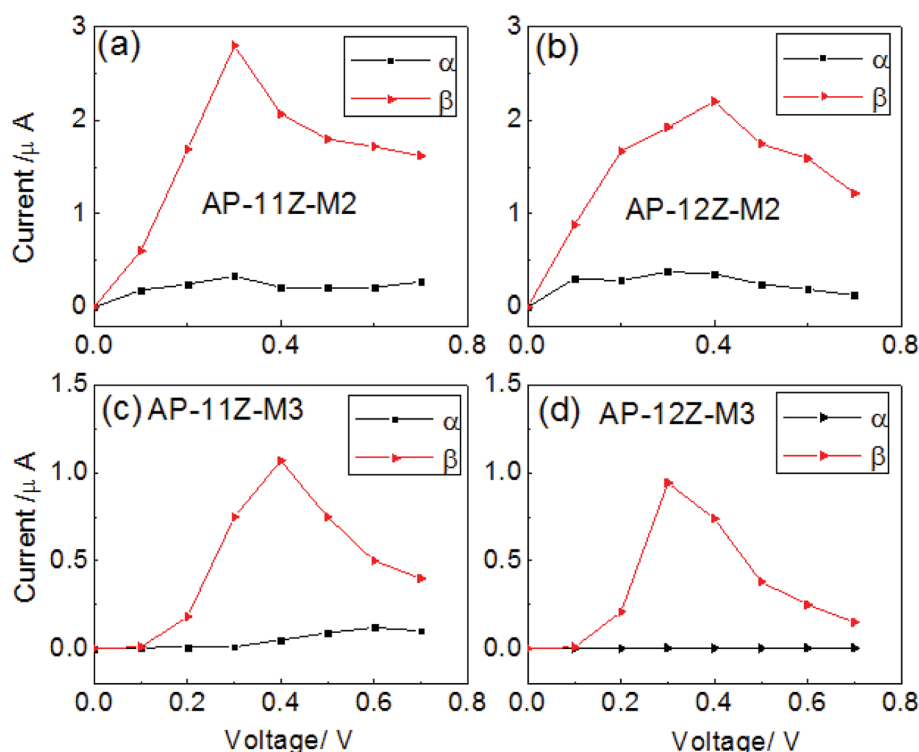 (a)
α
β
AP-11Z-M2
Current /μ A
3
2
1
0
0.0 0.4 0.8
(b)
α
β
AP-12Z-M2
3
2
1
0
0.0 0.4 0.8
(c) AP-11Z-M3
α
β
Current /μ A
1.5
1.0
0.5
0.0
0.0 0.2 0.4 0.6 0.8
Voltage/ V
(d) AP-12Z-M3
α
β
1.5
1.0
0.5
0.0
0.0 0.2 0.4 0.6 0.8
Voltage/ V